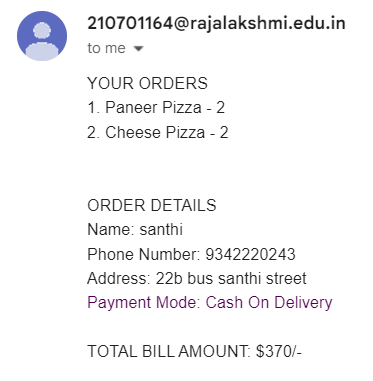 210701164@rajalakshmi.edu.in
to me
YOUR ORDERS
1. Paneer Pizza - 2
2. Cheese Pizza - 2
ORDER DETAILS
Name: santhi
Phone Number: 9342220243
Address: 22b bus santhi street
Payment Mode: Cash On Delivery
TOTAL BILL AMOUNT: $370/-